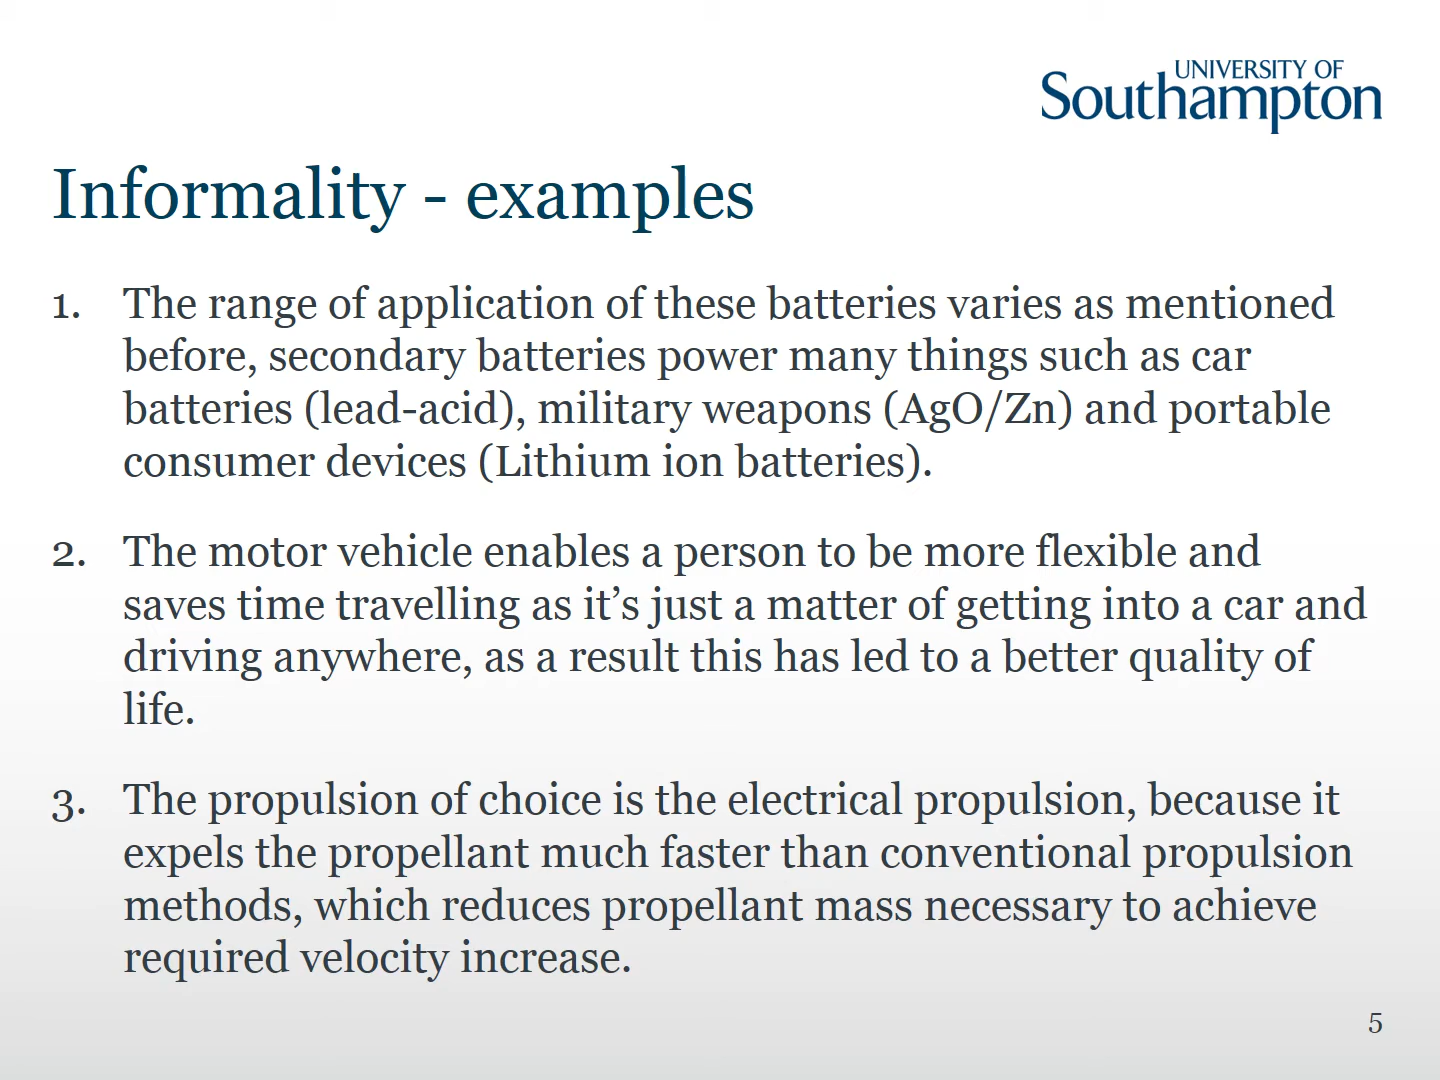 UNIVERSITY OF
Southampton
Informality - examples
1. The range of application of these batteries varies as mentioned
before, secondary batteries power many things such as car
batteries (lead-acid), military weapons (AgO/Zn) and portable
consumer devices (Lithium ion batteries).
2. The motor vehicle enables a person to be more flexible and
saves time travelling as it’s just a matter of getting into a car and
driving anywhere, as a result this has led to a better quality of
life.
3. The propulsion of choice is the electrical propulsion, because it
expels the propellant much faster than conventional propulsion
methods, which reduces propellant mass necessary to achieve
required velocity increase.
5